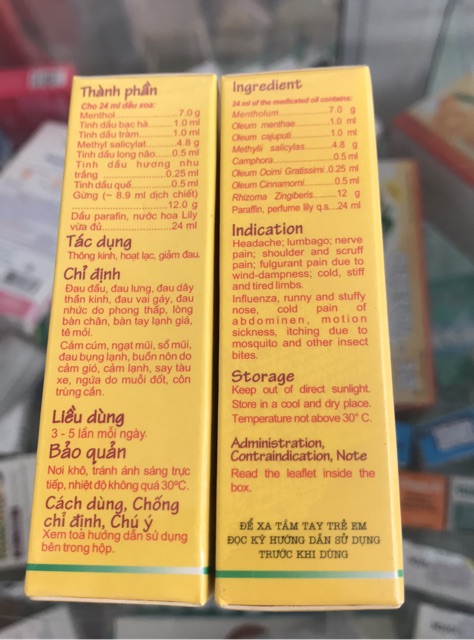 Thành phần
Cho 24 ml dầu xoa:
Menthol....................7.0 g
Tinh dầu bạc hà..........1.0 ml
Tinh dầu tràm.............1.0 ml
Methyl salicylat...........4.8 g
Tinh dầu long não.....0.5 ml
Tinh dầu hương nhu
trắng .....................0.25 ml
Tinh dầu quế.............0.5 ml
Gừng (~ 8.9 ml dịch chiết)
..............................12.0 g
Dầu parafin, nước hoa Lily
vừa đủ.....................24 ml
Tác dụng
Thông kinh, hoạt lạc, giảm đau.
Chỉ định
Đau đầu, đau lưng, đau dây
thần kinh, đau vai gáy, đau
nhức do phong thấp, lòng
bàn chân, bàn tay lạnh giá,
tê mỏi.
Cảm cúm, ngạt mũi, sổ mũi,
đau bụng lạnh, buồn nôn do
cảm gió, cảm lạnh, say tàu
xe, ngứa do muỗi đốt, côn
trùng cắn.
Liều dùng
3 - 5 lần mỗi ngày.
Bảo quản
Nơi khô, tránh ánh sáng trực
tiếp, nhiệt độ không quá 30ºC.
Cách dùng, Chống
chỉ định, Chú ý
Xem toa hướng dẫn sử dụng
bên trong hộp.
Ingredient
24 ml of the medicated oil contains:
Mentholum..................7.0 g
Oleum menthae............1.0 ml
Oleum cajuputi..............1.0 ml
Methylii salicylas...........4.8 g
Camphora.....................0.5 ml
Oleum Ocimi Gratissimi..0.25 ml
Oleum Cinnamomi.........0.5 ml
Rhizoma Zingiberis........12 g
Paraffin, perfume lily q.s...24 ml
Indication
Headache; lumbago; nerve
pain; shoulder and scruff
pain; fulgurant pain due to
wind-dampness; cold, stiff
and tired limbs.
Influenza, runny and stuffy
nose, cold pain of
abdominen, motion
sickness, itching due to
mosquito and other insect
bites.
Storage
Keep out of direct sunlight.
Store in a cool and dry place.
Temperature not above 30° C.
Administration,
Contraindication, Note
Read the leaflet inside the
box.
ĐỂ XA TẦM TAY TRẺ EM
ĐỌC KỸ HƯỚNG DẪN SỬ DỤNG
TRƯỚC KHI DÙNG